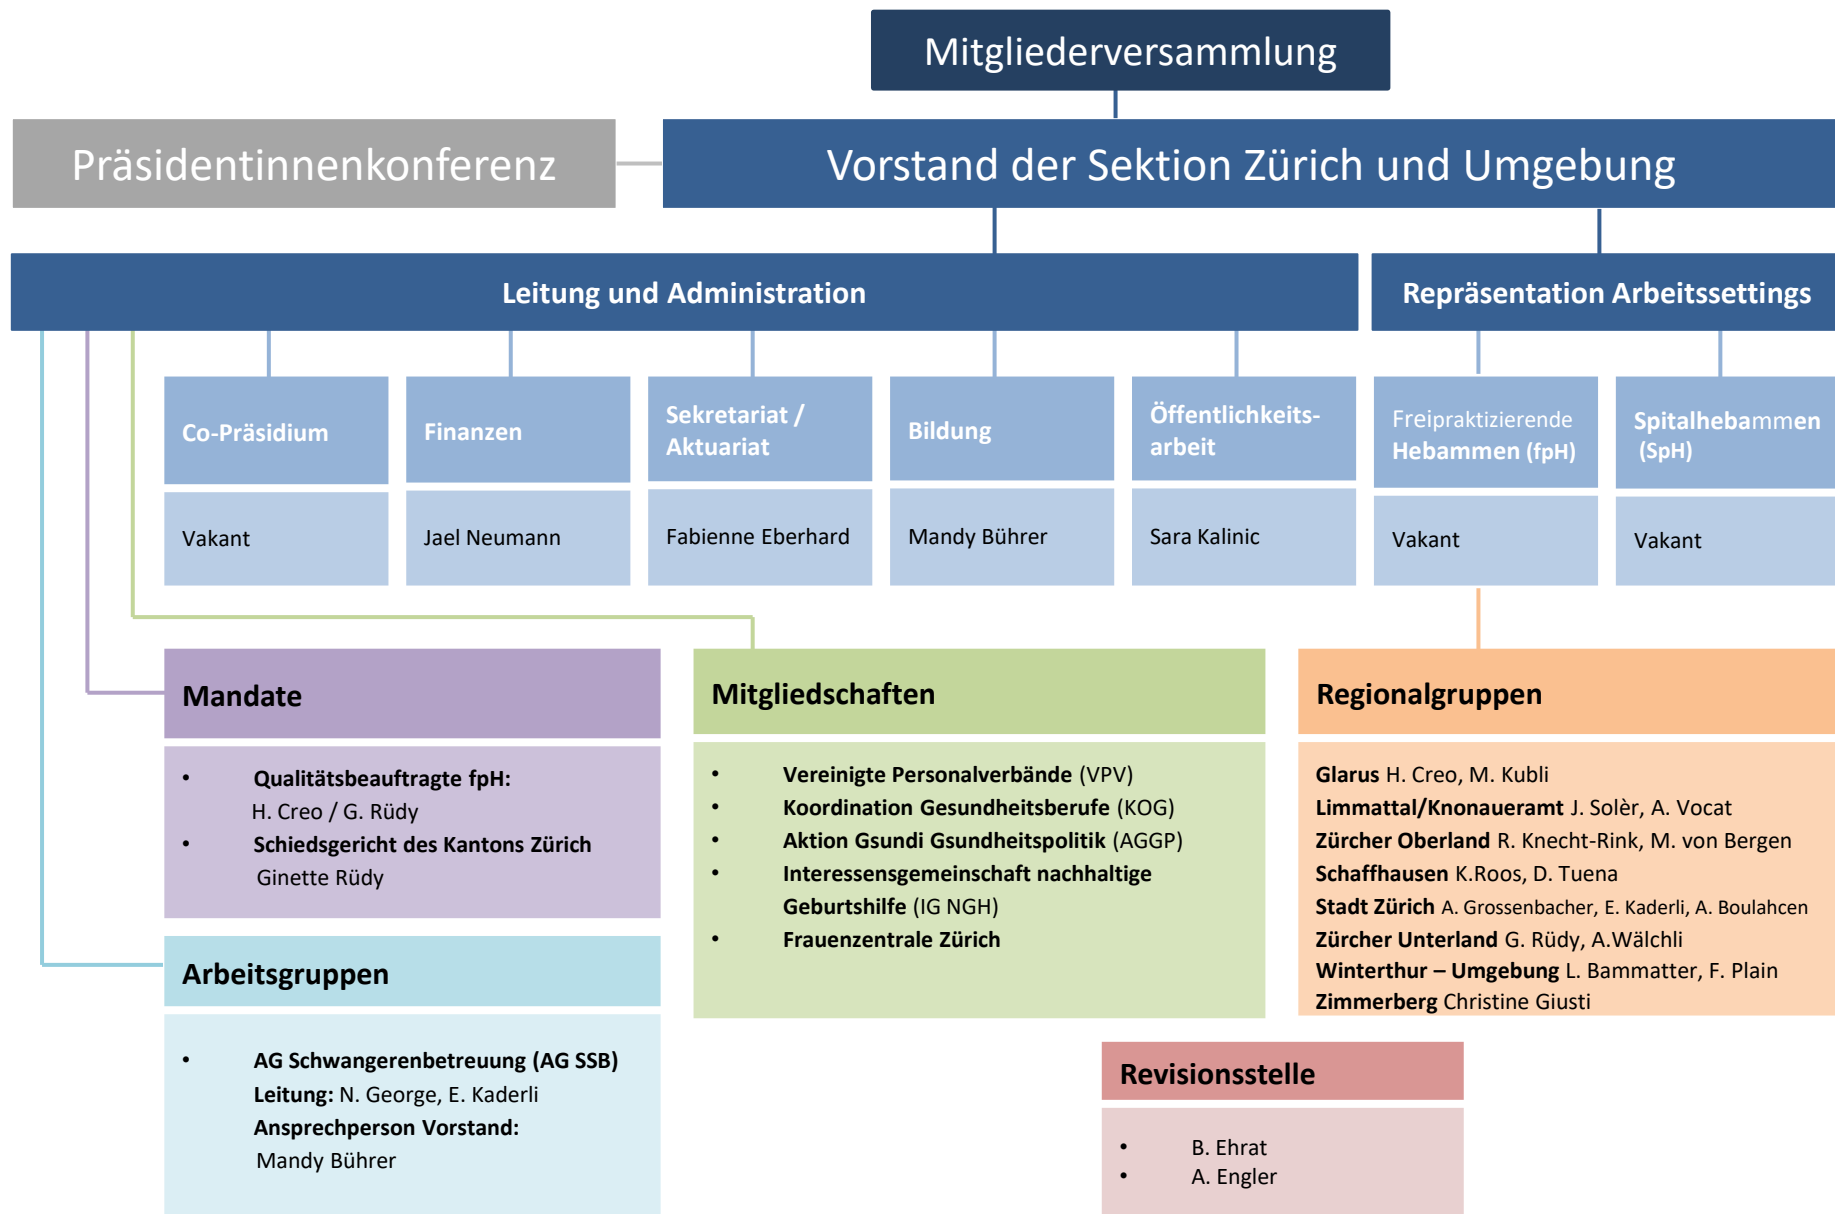 Mitgliederversammlung
Präsidentinnenkonferenz
Vorstand der Sektion Zürich und Umgebung
Leitung und Administration
Repräsentation Arbeitssettings
Co-Präsidium
Finanzen
Sekretariat /
Aktuariat
Bildung
Öffentlichkeits-
arbeit
Freipraktizierende
Hebammen (fpH)
Spitalhebammen
(SpH)
Vakant
Jael Neumann
Fabienne Eberhard
Mandy Bührer
Sara Kalinic
Vakant
Vakant
Mandate
• Qualitätsbeauftragte fpH:
H. Creo / G. Rüdy
• Schiedsgericht des Kantons Zürich
Ginette Rüdy
Arbeitsgruppen
• AG Schwangerenbetreuung (AG SSB)
Leitung: N. George, E. Kaderli
Ansprechperson Vorstand:
Mandy Bührer
Mitgliedschaften
• Vereinigte Personalverbände (VPV)
• Koordination Gesundheitsberufe (KOG)
• Aktion Gsundi Gsundheitspolitik (AGGP)
• Interessensgemeinschaft nachhaltige
Geburtshilfe (IG NGH)
• Frauenzentrale Zürich
Regionalgruppen
Glarus H. Creo, M. Kubli
Limmattal/Knonaueramt J. Solèr, A. Vocat
Zürcher Oberland R. Knecht-Rink, M. von Bergen
Schaffhausen K.Roos, D. Tuena
Stadt Zürich A. Grossenbacher, E. Kaderli, A. Boulahcen
Zürcher Unterland G. Rüdy, A.Wälchli
Winterthur – Umgebung L. Bammatter, F. Plain
Zimmerberg Christine Giusti
Revisionsstelle
• B. Ehrat
• A. Engler